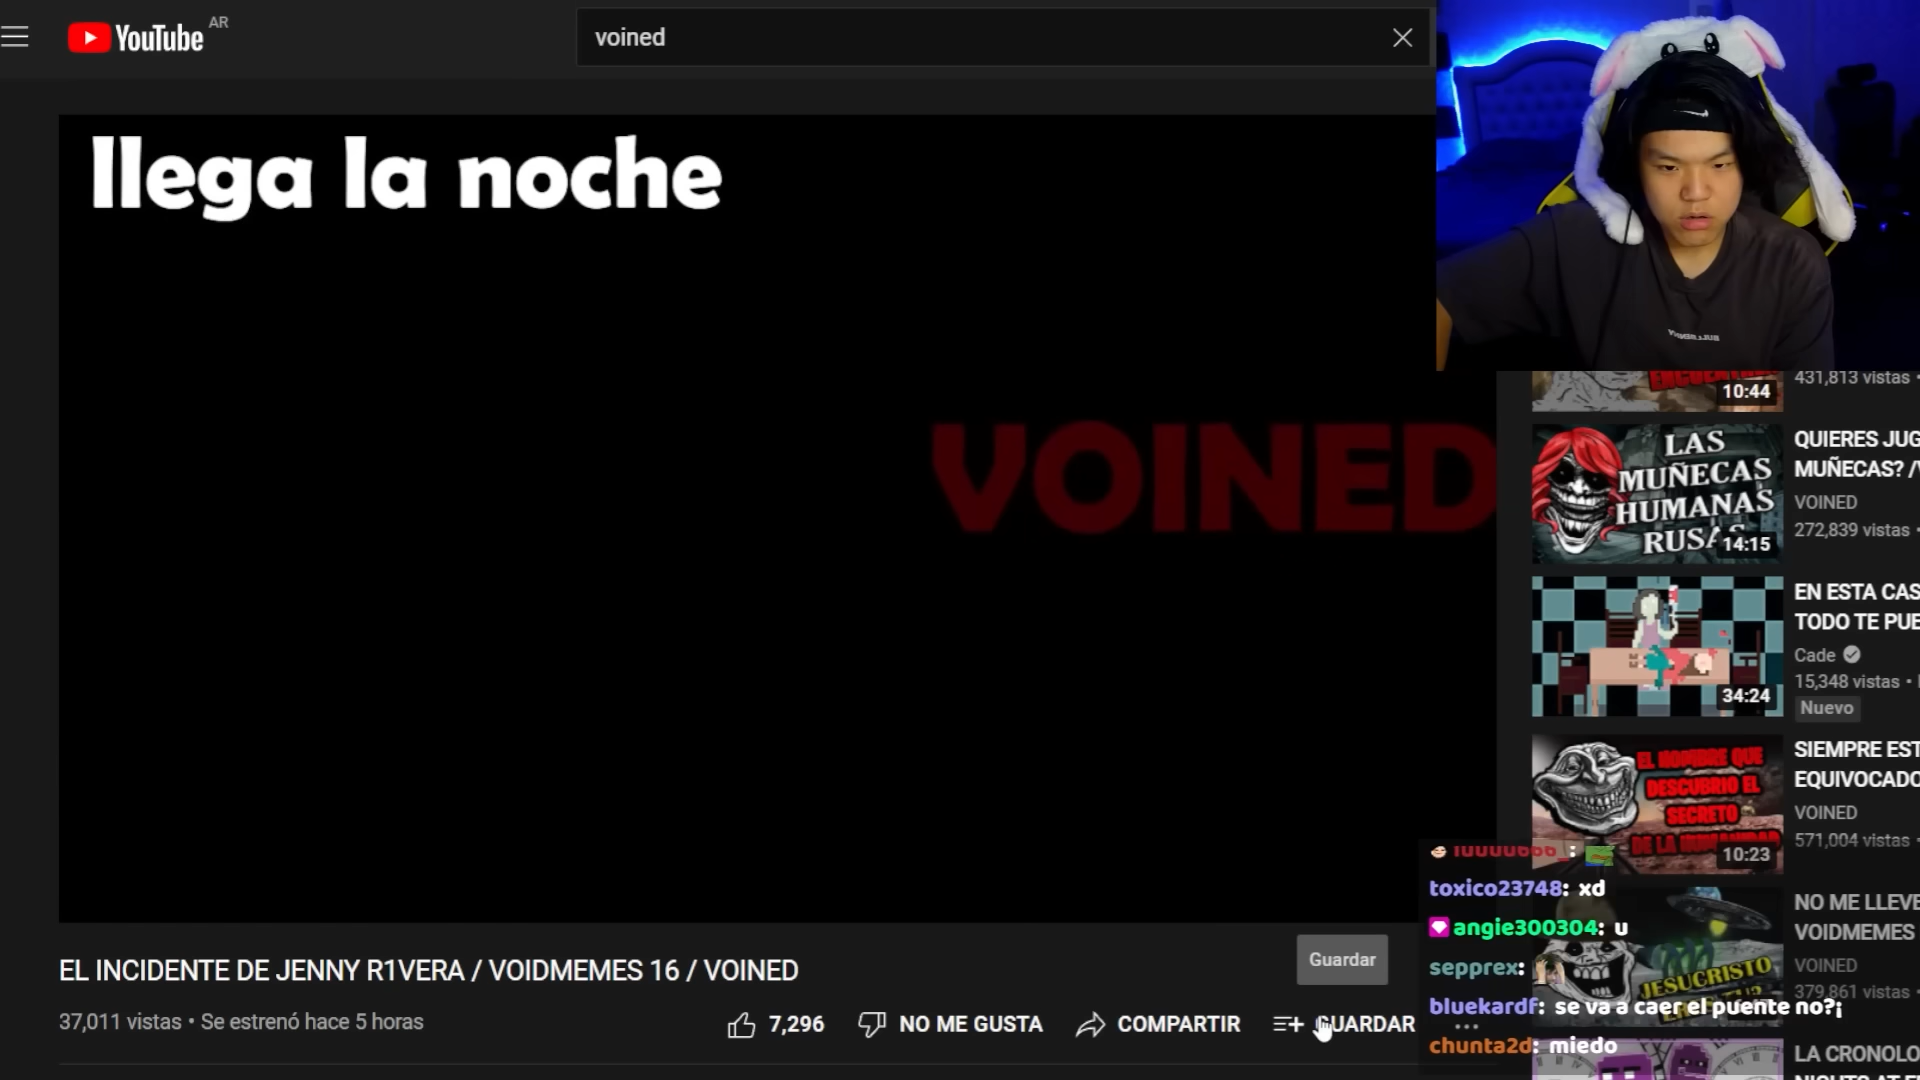 YouTube AR
voined
llega la noche
VOINED
EL INCIDENTE DE JENNY R1VERA / VOIDMEMES 16 / VOINED
37,011 vistas • Se estrenó hace 5 horas
7,296
NO ME GUSTA
COMPARTIR
GUARDAR
Guardar
10:44
431,813 vistas •
LAS
MUÑECAS
HUMANAS
14:15
QUIERES JUG
MUÑECAS? /
VOINED
272,839 vistas •
34:24
EN ESTA CAS
TODO TE PUE
Cade
15,348 vistas •
Nuevo
EL HOMBRE QUE
DESCUBRIO EL
SECRETO
DE LA
10:23
SIEMPRE EST
EQUIVOCADO
VOINED
571,004 vistas •
JESUCRISTO
NO ME LLEVE
VOIDMEMES
VOINED
379,861 vistas •
LA CRONOLO
toxico23748: xd
angie300304: u
sepprex:
bluekardf: se va a caer el puente no?¡
chunta2d: miedo